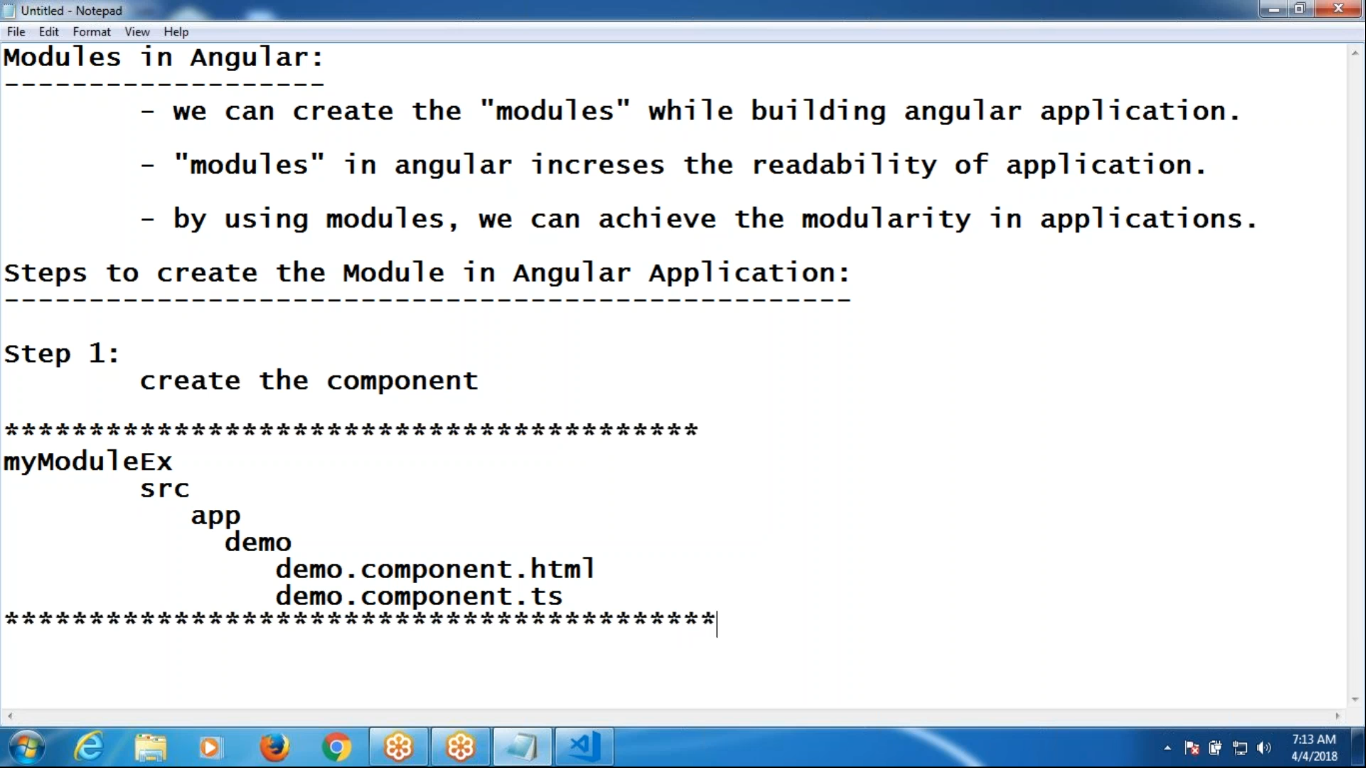 Untitled - Notepad
File Edit Format View Help
Modules in Angular:
-------------------
- we can create the "modules" while building angular application.
- "modules" in angular increses the readability of application.
- by using modules, we can achieve the modularity in applications.
Steps to create the Module in Angular Application:
--------------------------------------------------
Step 1:
create the component
*****************************************
myModuleEx
src
app
demo
demo.component.html
demo.component.ts
******************************************
7:13 AM
4/4/2018